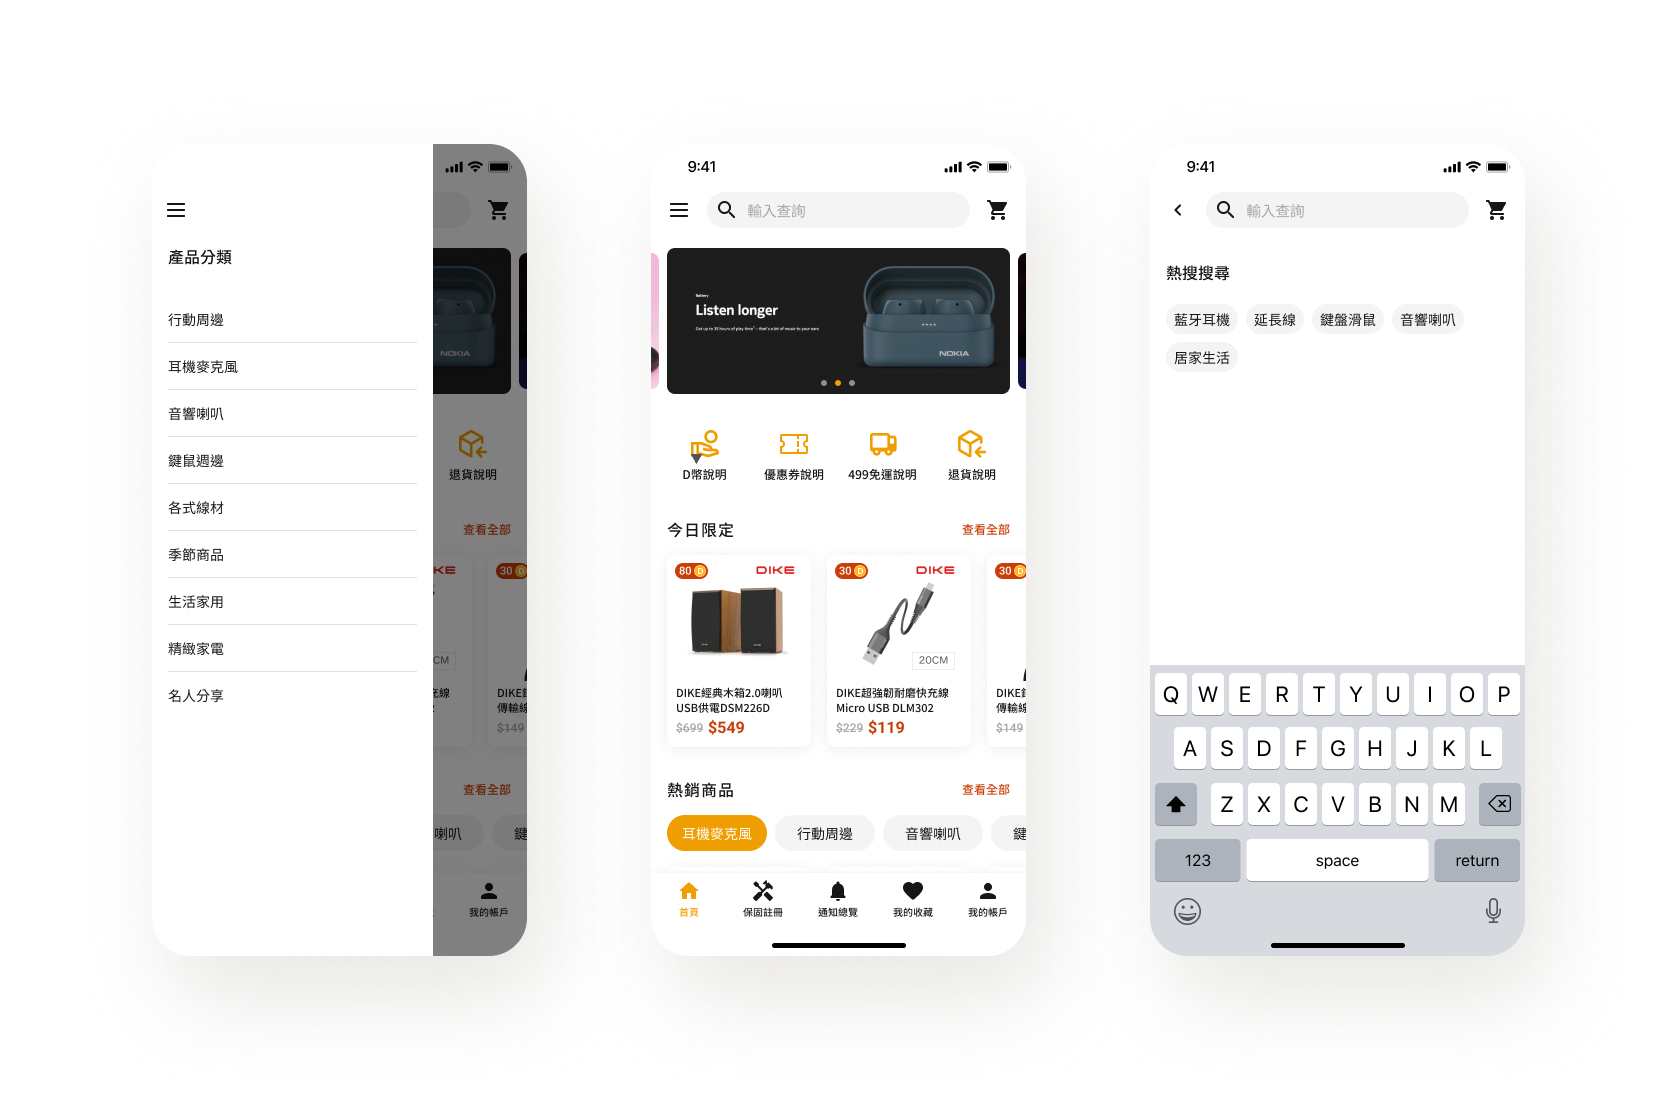 產品分類
行動周邊
耳機麥克風
音響喇叭
鍵鼠週邊
各式線材
季節商品
生活家用
精緻家電
名人分享
NOKIA
退貨說明
查看全部
KE
30 D
CM
充線
2
DIKE
傳輸線
$149
查看全部
喇叭
鍵
我的帳戶
9:41
輸入查詢
Battery
Listen longer
Get up to 35 hours of play time¹ – that's a lot of music to your ears
NOKIA
D幣說明
優惠券說明
499免運說明
退貨說明
今日限定
查看全部
80 D
DIKE
DIKE經典木箱2.0喇叭
USB供電DSM226D
$699 $549
30 D
DIKE
20CM
DIKE超強韌耐磨快充線
Micro USB DLM302
$229 $119
30 D
DIKE
傳輸線
$149
熱銷商品
查看全部
耳機麥克風
行動周邊
音響喇叭
鍵
首頁
保固註冊
通知總覽
我的收藏
我的帳戶
9:41
輸入查詢
熱搜搜尋
藍牙耳機 延長線 鍵盤滑鼠 音響喇叭
居家生活
Q W E R T Y U I O P
A S D F G H J K L
Z X C V B N M
123 space return